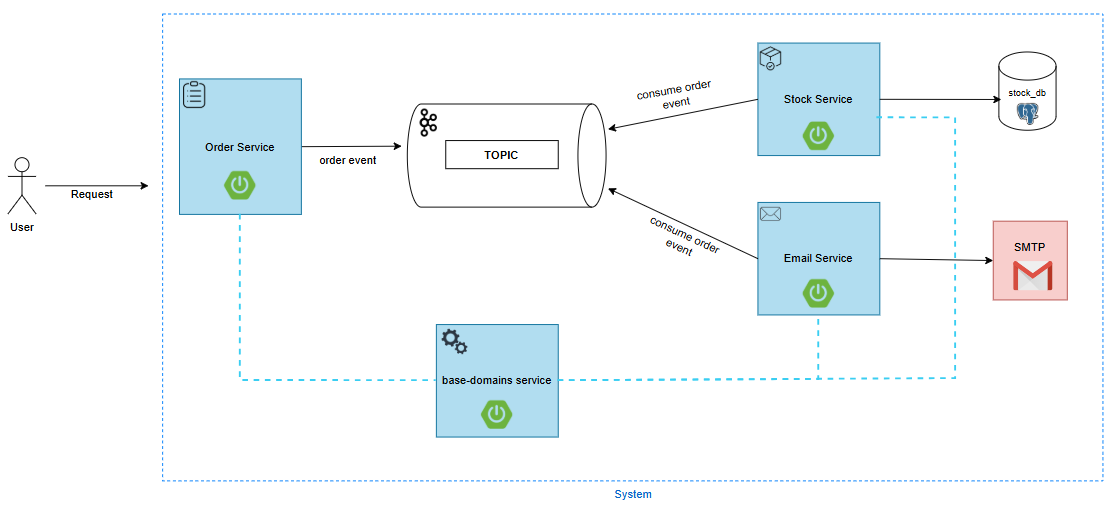 User
Request
Order Service
order event
TOPIC
consume order
event
consume order
event
Stock Service
stock_db
Email Service
SMTP
base-domains service
System